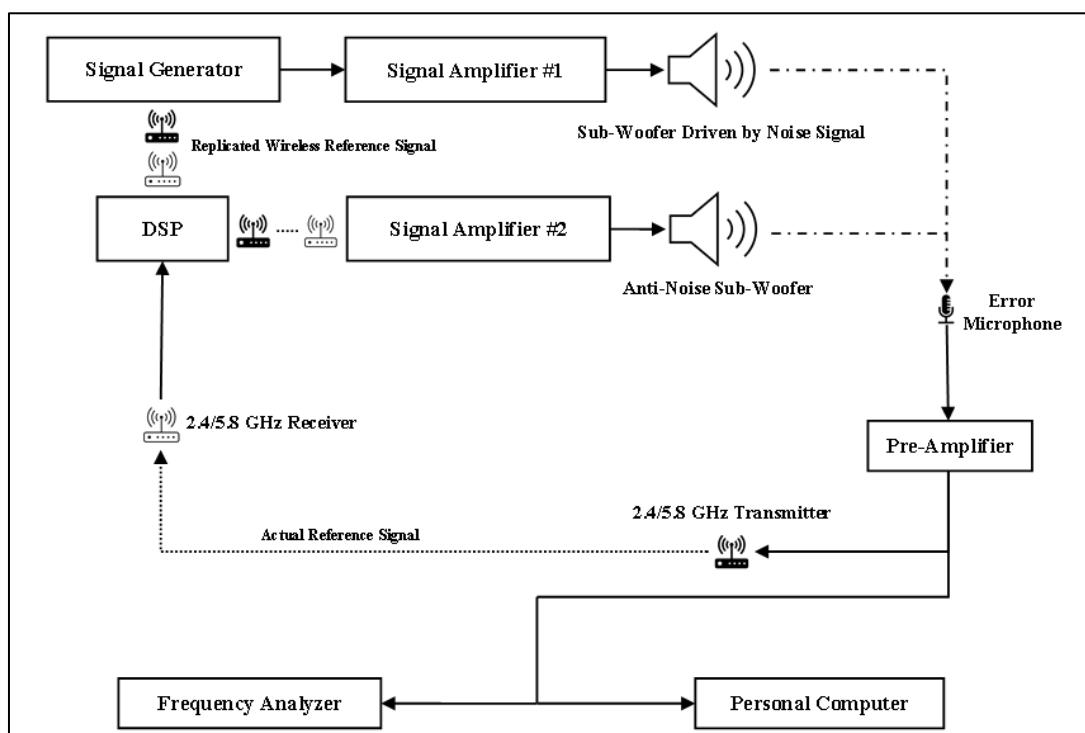 Signal Generator
Signal Amplifier #1
Sub-Woofer Driven by Noise Signal
Replicated Wireless Reference Signal
DSP
Signal Amplifier #2
Anti-Noise Sub-Woofer
Error
Microphone
2.4/5.8 GHz Receiver
Pre-Amplifier
2.4/5.8 GHz Transmitter
Actual Reference Signal
Frequency Analyzer
Personal Computer